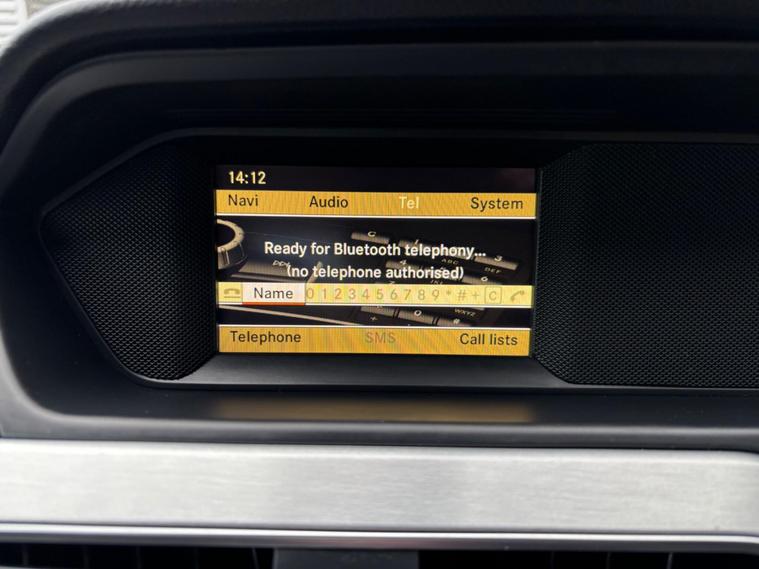 14:12
Navi Audio Tel System
Ready for Bluetooth telephony...
(no telephone authorised)
Name 0 1 2 3 4 5 6 7 8 9 * # + C
Telephone SMS Call lists